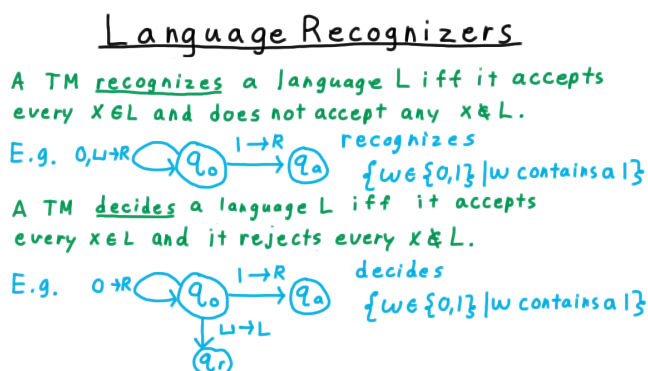 Language Recognizers
A TM recognizes a language L iff it accepts
every x∈L and does not accept any x∉L.
E.g. 0,⊔→R q₀ 1→R qₐ recognizes
{w∈{0,1}|w contains a 1}
A TM decides a language L iff it accepts
every x∈L and it rejects every x∉L.
E.g. 0→R q₀ 1→R qₐ decides
{w∈{0,1}|w contains a 1}
⊔→L
qᵣ